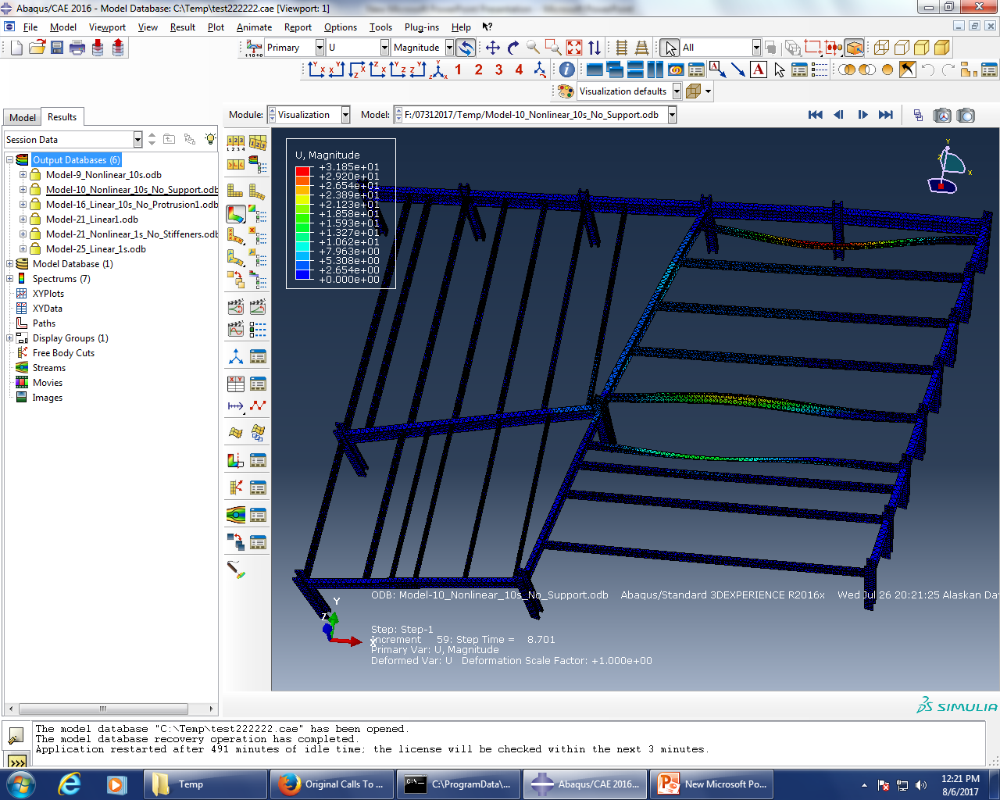 Abaqus/CAE 2016 - Model Database: C:\Temp\test222222.cae [Viewport: 1]
File Model Viewport View Result Plot Animate Report Options Tools Plug-ins Help
Primary U Magnitude All
1 2 3 4
Visualization defaults
Model Results Module: Visualization Model: F:/07312017/Temp/Model-10_Nonlinear_10s_No_Support.odb
Session Data
Output Databases (6)
Model-9_Nonlinear_10s.odb
Model-10_Nonlinear_10s_No_Support.odb
Model-16_Linear_10s_No_Protrusion1.odb
Model-21_Linear1.odb
Model-21_Nonlinear_1s_No_Stiffeners.odb
Model-25_Linear_1s.odb
Model Database (1)
Spectrums (7)
XYPlots
XYData
Paths
Display Groups (1)
Free Body Cuts
Streams
Movies
Images
U, Magnitude
+3.185e+01
+2.920e+01
+2.654e+01
+2.389e+01
+2.123e+01
+1.858e+01
+1.593e+01
+1.327e+01
+1.062e+01
+7.963e+00
+5.308e+00
+2.654e+00
+0.000e+00
Y
Z
X
Y
Z
X
ODB: Model-10_Nonlinear_10s_No_Support.odb Abaqus/Standard 3DEXPERIENCE R2016x Wed Jul 26 20:21:25 Alaskan Da
Step: Step-1
Increment 59: Step Time = 8.701
Primary Var: U, Magnitude
Deformed Var: U Deformation Scale Factor: +1.000e+00
SIMULIA
The model database "C:\Temp\test222222.cae" has been opened.
The model database recovery operation has completed.
Application restarted after 491 minutes of idle time; the license will be checked within the next 3 minutes.
>>>
Temp
Original Calls To ...
C:\ProgramData\...
Abaqus/CAE 2016...
New Microsoft Po...
12:21 PM
8/6/2017